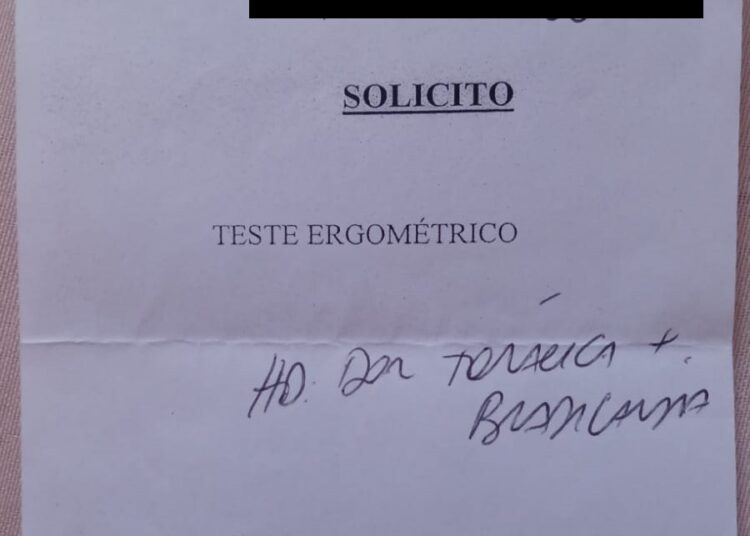 SOLICITO
TESTE ERGOMÉTRICO
HD. DOR TORÁCICA +.
BRADICARDIA